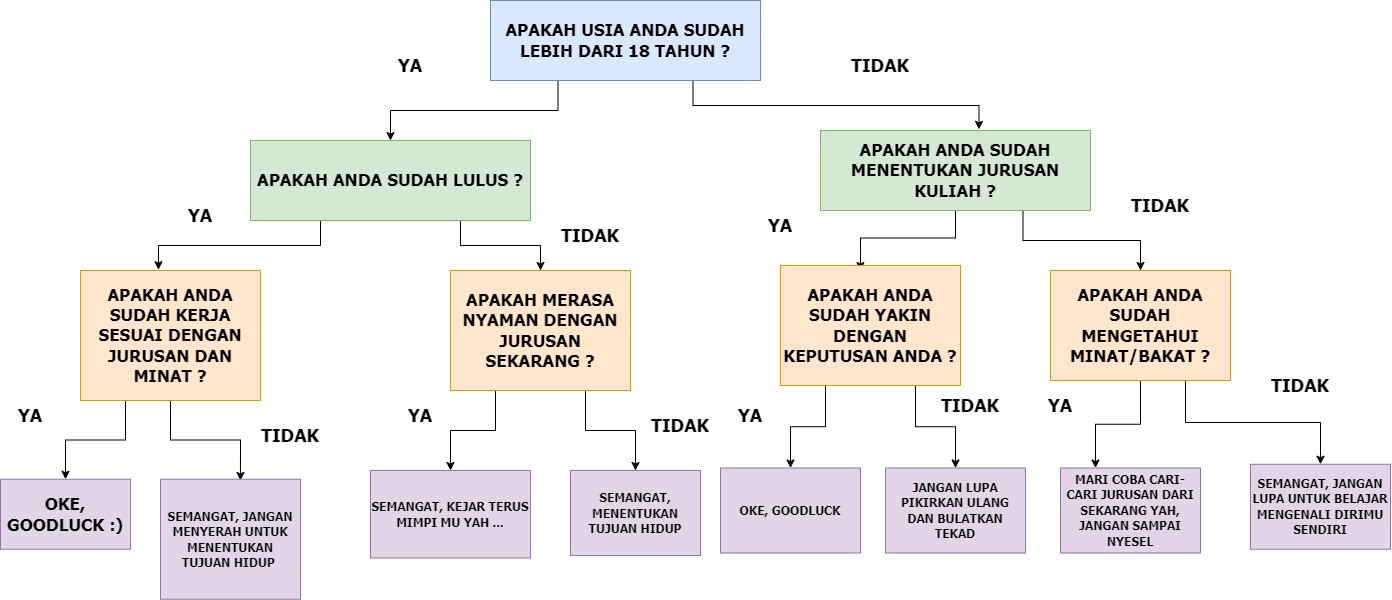 APAKAH USIA ANDA SUDAH
LEBIH DARI 18 TAHUN ?
YA
TIDAK
APAKAH ANDA SUDAH LULUS ?
APAKAH ANDA SUDAH
MENENTUKAN JURUSAN
KULIAH ?
YA
TIDAK
YA
TIDAK
APAKAH ANDA
SUDAH KERJA
SESUAI DENGAN
JURUSAN DAN
MINAT ?
APAKAH MERASA
NYAMAN DENGAN
JURUSAN
SEKARANG ?
APAKAH ANDA
SUDAH YAKIN
DENGAN
KEPUTUSAN ANDA ?
APAKAH ANDA
SUDAH
MENGETAHUI
MINAT/BAKAT ?
YA
TIDAK
YA
TIDAK
YA
TIDAK
YA
TIDAK
OKE,
GOODLUCK :)
SEMANGAT, JANGAN
MENYERAH UNTUK
MENENTUKAN
TUJUAN HIDUP
SEMANGAT, KEJAR TERUS
MIMPI MU YAH ...
SEMANGAT,
MENENTUKAN
TUJUAN HIDUP
OKE, GOODLUCK
JANGAN LUPA
PIKIRKAN ULANG
DAN BULATKAN
TEKAD
MARI COBA CARI-
CARI JURUSAN DARI
SEKARANG YAH,
JANGAN SAMPAI
NYESEL
SEMANGAT, JANGAN
LUPA UNTUK BELAJAR
MENGENALI DIRIMU
SENDIRI